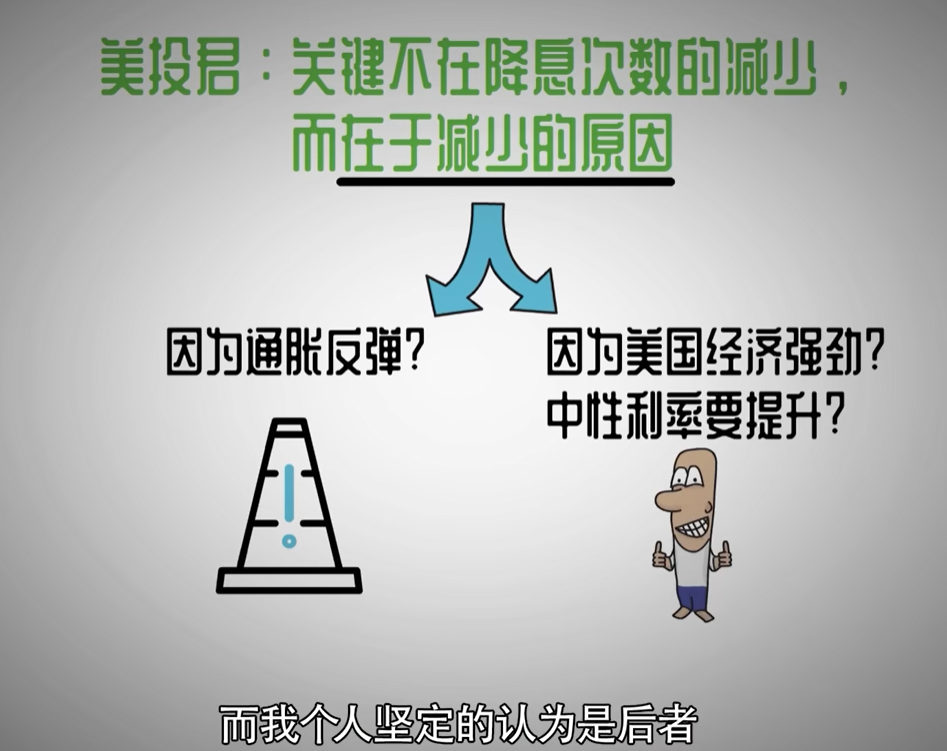 美投君：关键不在降息次数的减少，
而在于减少的原因
因为通胀反弹？
因为美国经济强劲？
中性利率要提升？
而我个人坚定的认为是后者